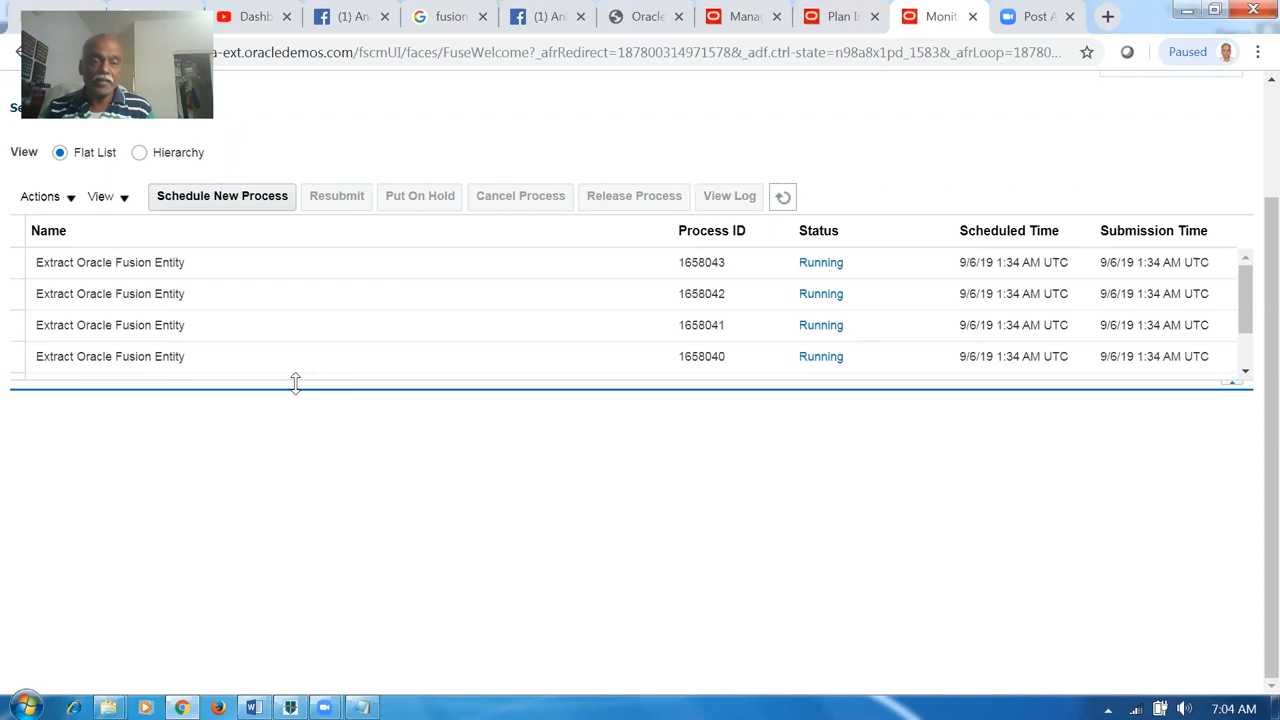 Dashb
(1) An
fusion
(1) A
Oracle
Manag
Plan In
Monit
Post A
a-ext.oracledemos.com/fscmUI/faces/FuseWelcome?_afrRedirect=18780031497​1578&_adf.ctrl-state=n98a8x1pd_1583&_afrLoop=18780...
Paused
Se
View Flat List Hierarchy
Actions View Schedule New Process Resubmit Put On Hold Cancel Process Release Process View Log
Name Process ID Status Scheduled Time Submission Time
Extract Oracle Fusion Entity 1658043 Running 9/6/19 1:34 AM UTC 9/6/19 1:34 AM UTC
Extract Oracle Fusion Entity 1658042 Running 9/6/19 1:34 AM UTC 9/6/19 1:34 AM UTC
Extract Oracle Fusion Entity 1658041 Running 9/6/19 1:34 AM UTC 9/6/19 1:34 AM UTC
Extract Oracle Fusion Entity 1658040 Running 9/6/19 1:34 AM UTC 9/6/19 1:34 AM UTC
7:04 AM